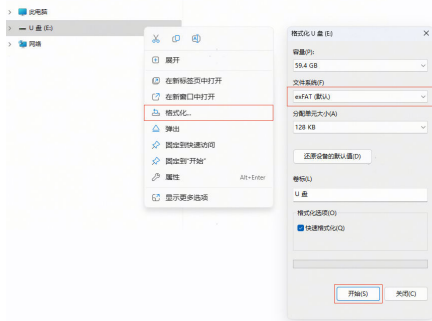 此电脑
U 盘 (E:)
网络
展开
在新标签页中打开
在新窗口中打开
格式化...
弹出
固定到快速访问
固定到"开始"
属性 Alt+Enter
显示更多选项
格式化 U 盘 (E:)
容量(P):
59.4 GB
文件系统(F)
exFAT (默认)
分配单元大小(A)
128 KB
还原设备的默认值(D)
卷标(L)
U 盘
格式化选项(O)
快速格式化(Q)
开始(S)
关闭(C)